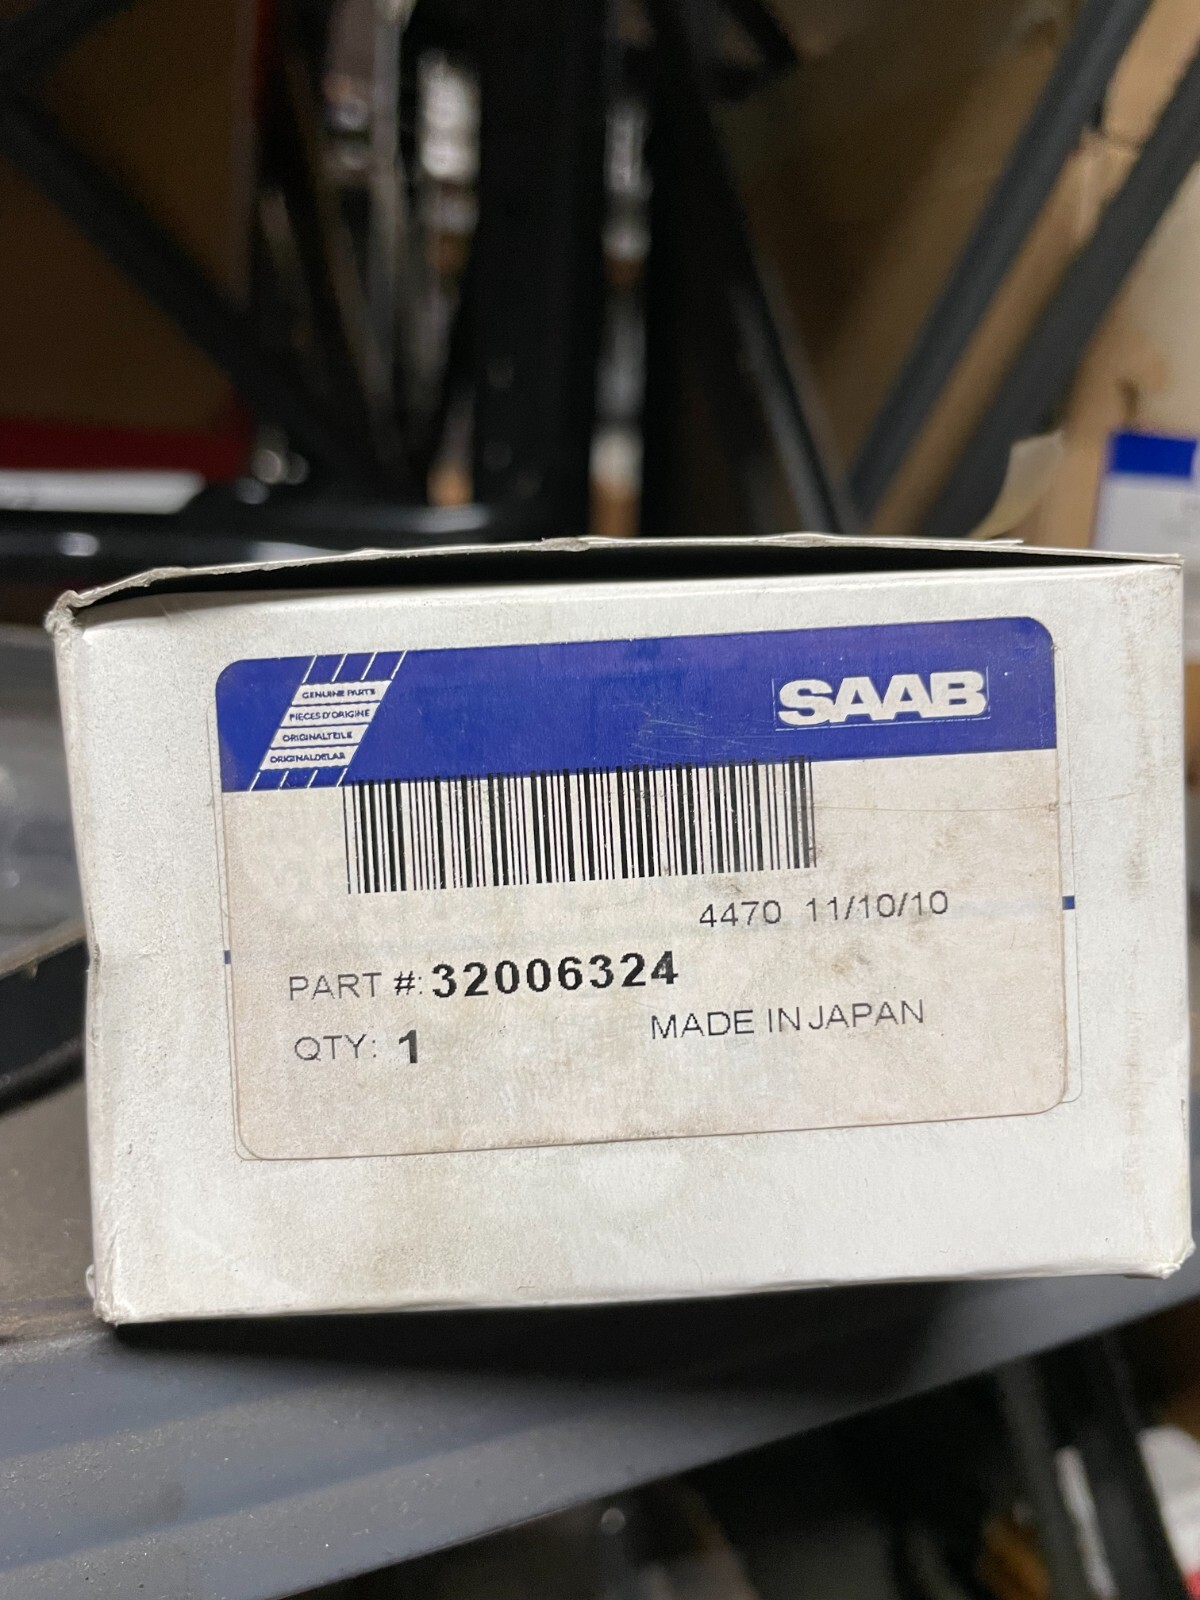 GENUINE PARTS
PIECES D'ORIGINE
ORIGINALTEILE
ORIGINALDELAR
SAAB
4470 11/10/10
PART #: 32006324
MADE IN JAPAN
QTY: 1